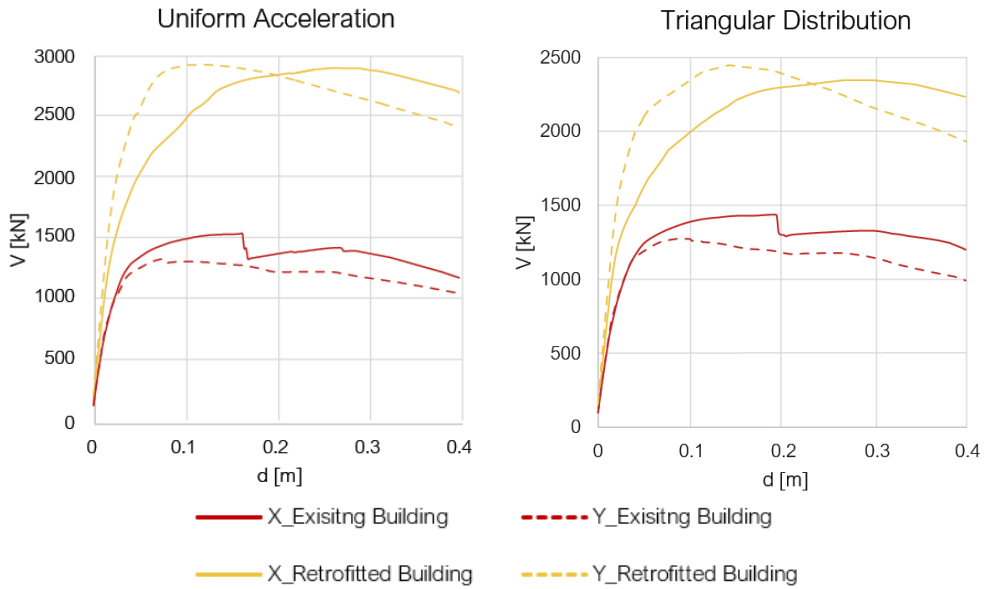 Uniform Acceleration
3000
2500
2000
1500
1000
500
0
V [kN]
0 0.1 0.2 0.3 0.4
d [m]
Triangular Distribution
2500
2000
1500
1000
500
0
V [kN]
0 0.1 0.2 0.3 0.4
d [m]
X_Exisitng Building
Y_Exisitng Building
X_Retrofitted Building
Y_Retrofitted Building